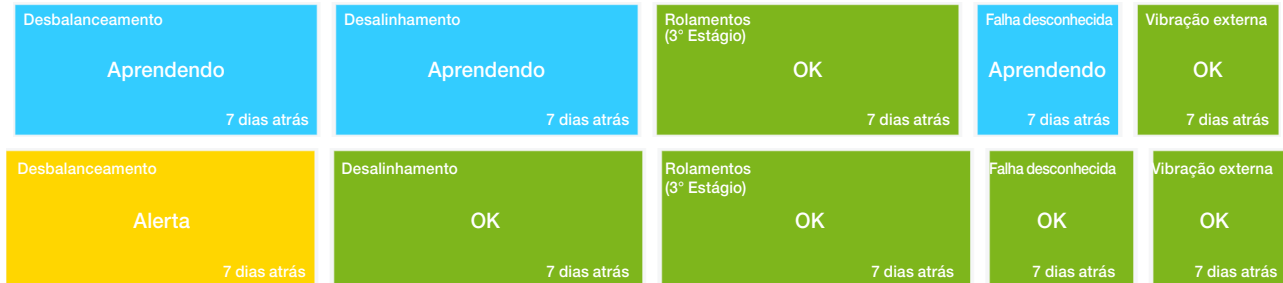 Desbalanceamento
Aprendendo
7 dias atrás
Desalinhamento
Aprendendo
7 dias atrás
Rolamentos
(3° Estágio)
OK
7 dias atrás
Falha desconhecida
Aprendendo
7 dias atrás
Vibração externa
OK
7 dias atrás
Desbalanceamento
Alerta
7 dias atrás
Desalinhamento
OK
7 dias atrás
Rolamentos
(3° Estágio)
OK
7 dias atrás
Falha desconhecida
OK
7 dias atrás
Vibração externa
OK
7 dias atrás